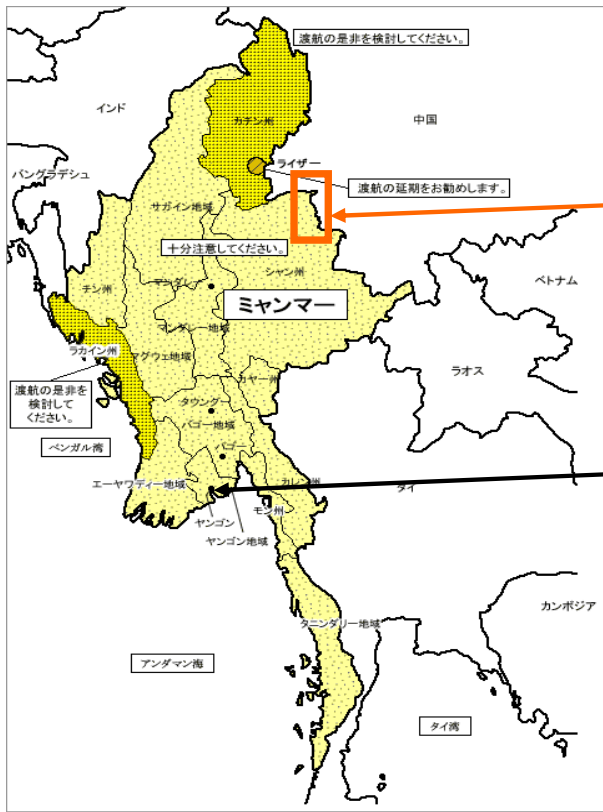 渡航の是非を検討してください。
インド
カチン州
中国
ライザー
バングラデシュ
渡航の延期をお勧めします。
サガイン地域
十分注意してください。
シャン州
マンダレー
チン州
ミャンマー
ベトナム
マンダレー地域
ラカイン州
マグウェ地域
ラオス
カヤー州
渡航の是非を
検討して
ください。
タウングー
バゴー地域
ベンガル湾
バゴー
エーヤワディー地域
カレン州
タイ
モン州
ヤンゴン
ヤンゴン地域
カンボジア
タニンダリー地域
アンダマン海
タイ湾